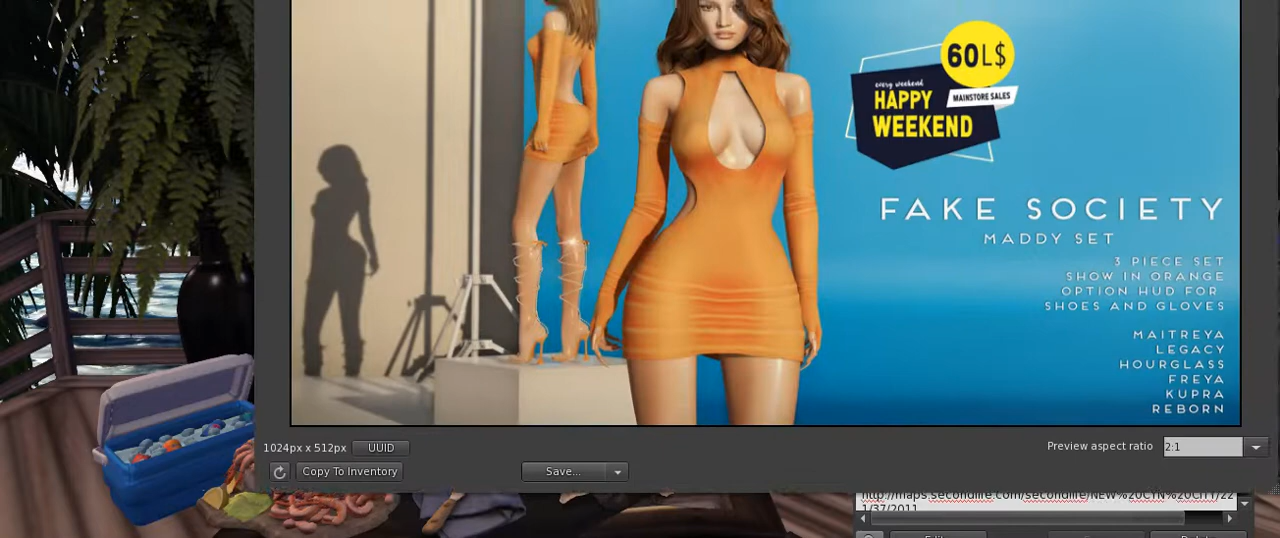 60L$
every weekend
HAPPY
WEEKEND
MAINSTORE SALES
FAKE SOCIETY
MADDY SET
3 PIECE SET
SHOW IN ORANGE
OPTION HUD FOR
SHOES AND GLOVES
MAITREYA
LEGACY
HOURGLASS
FREYA
KUPRA
REBORN
1024px x 512px
UUID
Preview aspect ratio
2:1
Copy To Inventory
Save...
http://maps.secondlife.com/secondlife/NEW%20CYN%20CITY/22
1/37/2011